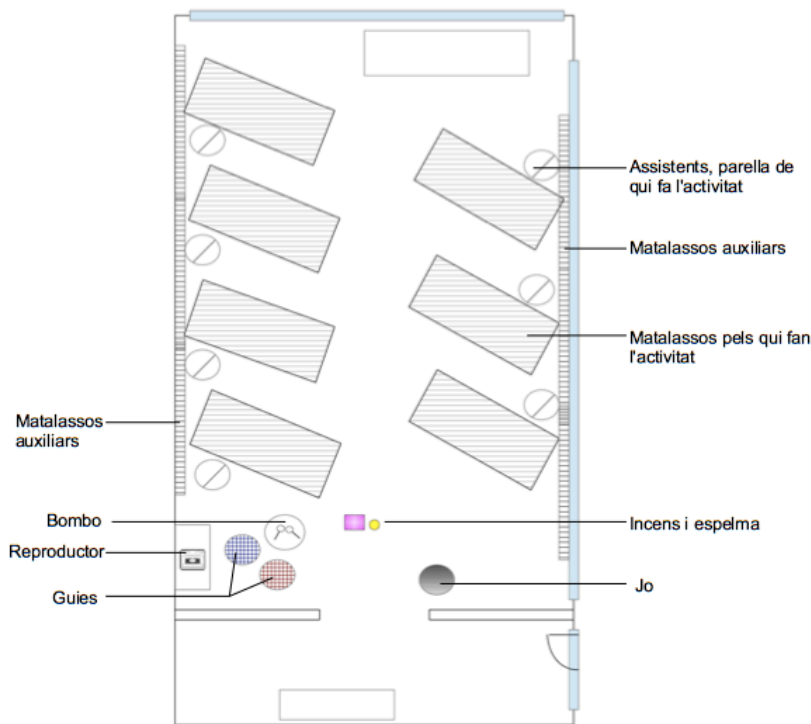 Assistents, parella de
qui fa l'activitat
Matalassos auxiliars
Matalassos pels qui fan
l'activitat
Matalassos
auxiliars
Bombo
Incens i espelma
Reproductor
Guies
Jo